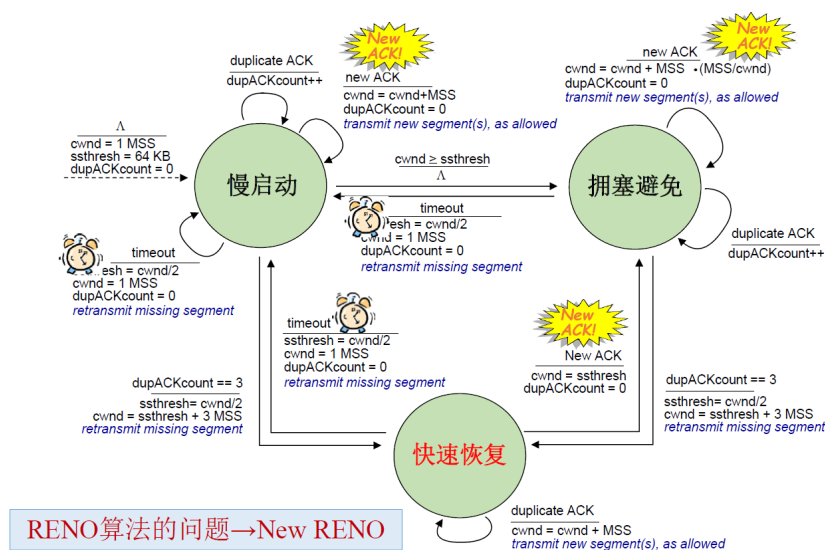 duplicate ACK
dupACKcount++
New
ACK!
new ACK
cwnd = cwnd+MSS
dupACKcount = 0
transmit new segment(s), as allowed
New
ACK!
new ACK
cwnd = cwnd + MSS •(MSS/cwnd)
dupACKcount = 0
transmit new segment(s), as allowed
Λ
cwnd = 1 MSS
ssthresh = 64 KB
dupACKcount = 0
慢启动
cwnd ≥ ssthresh
Λ
拥塞避免
timeout
cwnd/2
cwnd = 1 MSS
dupACKcount = 0
retransmit missing segment
timeout
= cwnd/2
cwnd = 1 MSS
dupACKcount = 0
retransmit missing segment
duplicate ACK
dupACKcount++
timeout
ssthresh = cwnd/2
cwnd = 1 MSS
dupACKcount = 0
retransmit missing segment
New
ACK!
New ACK
cwnd = ssthresh
dupACKcount = 0
dupACKcount == 3
ssthresh= cwnd/2
cwnd = ssthresh + 3 MSS
retransmit missing segment
dupACKcount == 3
ssthresh= cwnd/2
cwnd = ssthresh + 3 MSS
retransmit missing segment
快速恢复
duplicate ACK
cwnd = cwnd + MSS
transmit new segment(s), as allowed
RENO算法的问题→New RENO